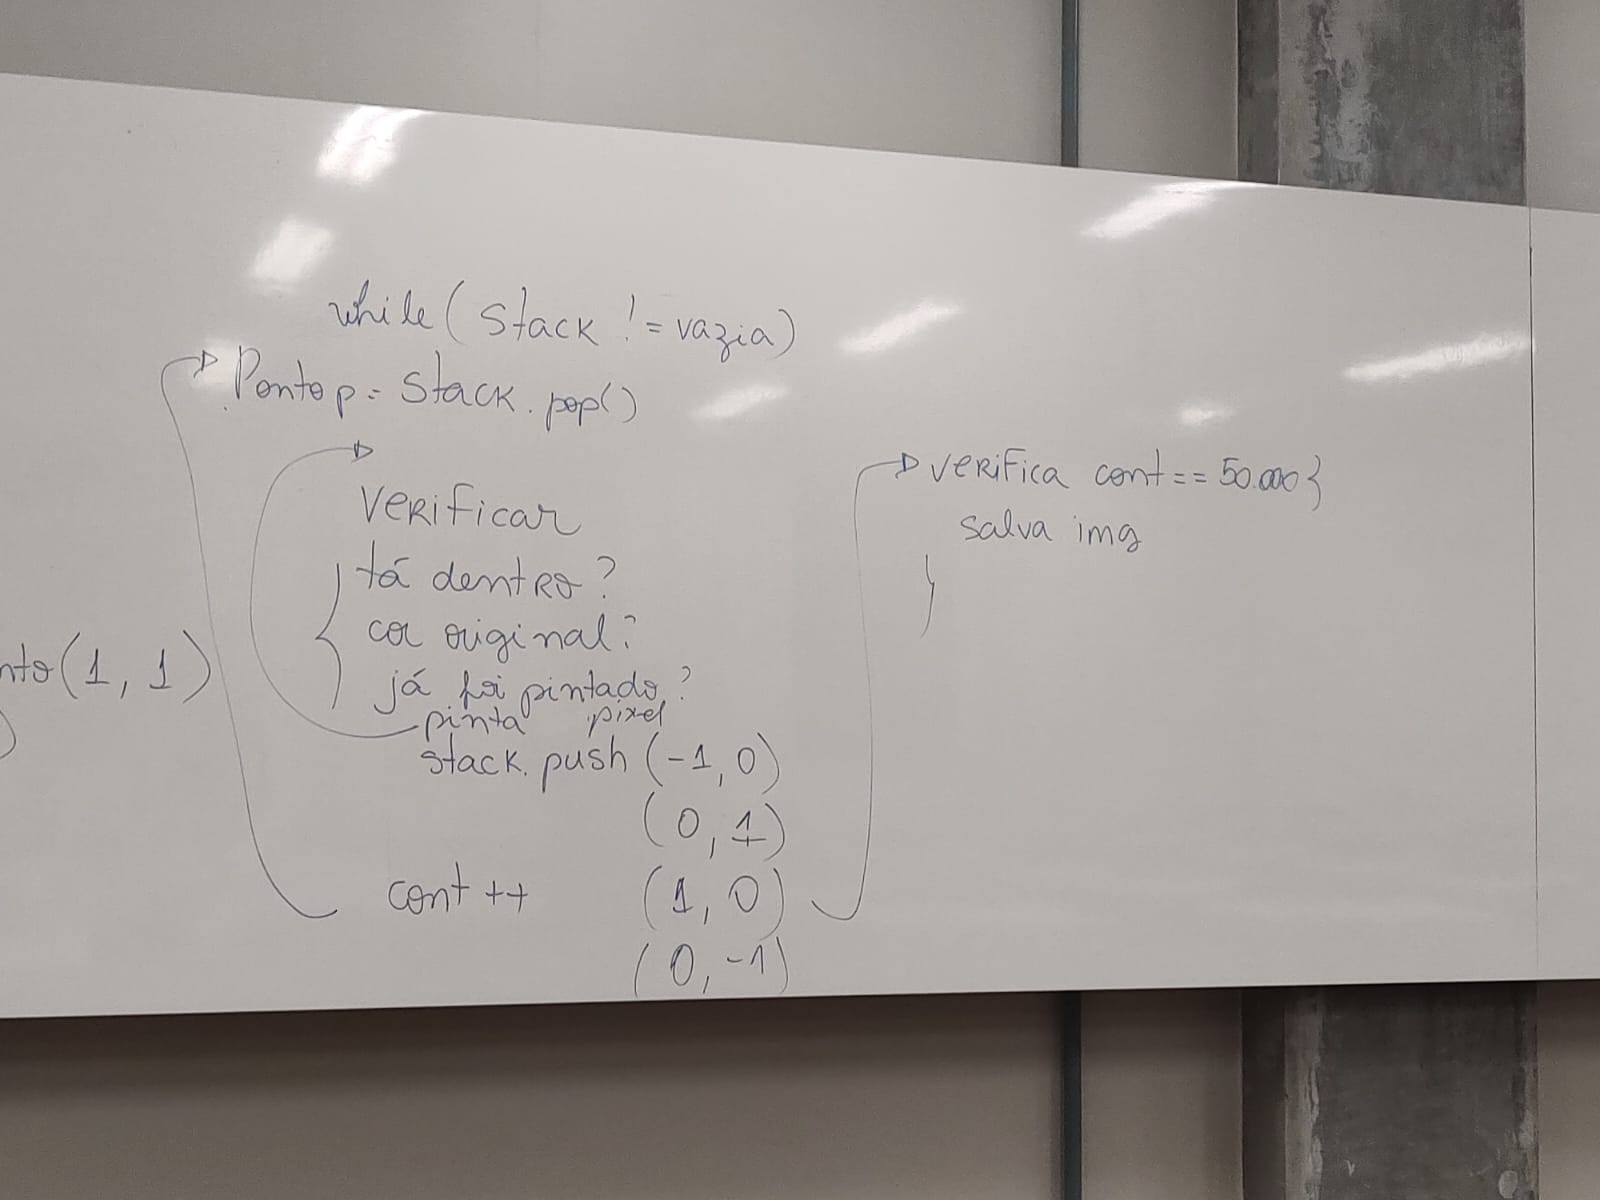 while (stack != vazia)
Ponto p = Stack.pop()
Verificar
tá dentro?
cor original?
já foi pintado?
pinta pixel
stack.push (-1, 0)
(0, 1)
cont ++ (1, 0)
(0, -1)
nto(1, 1)
)
verifica cont == 50.000}
salva img
}